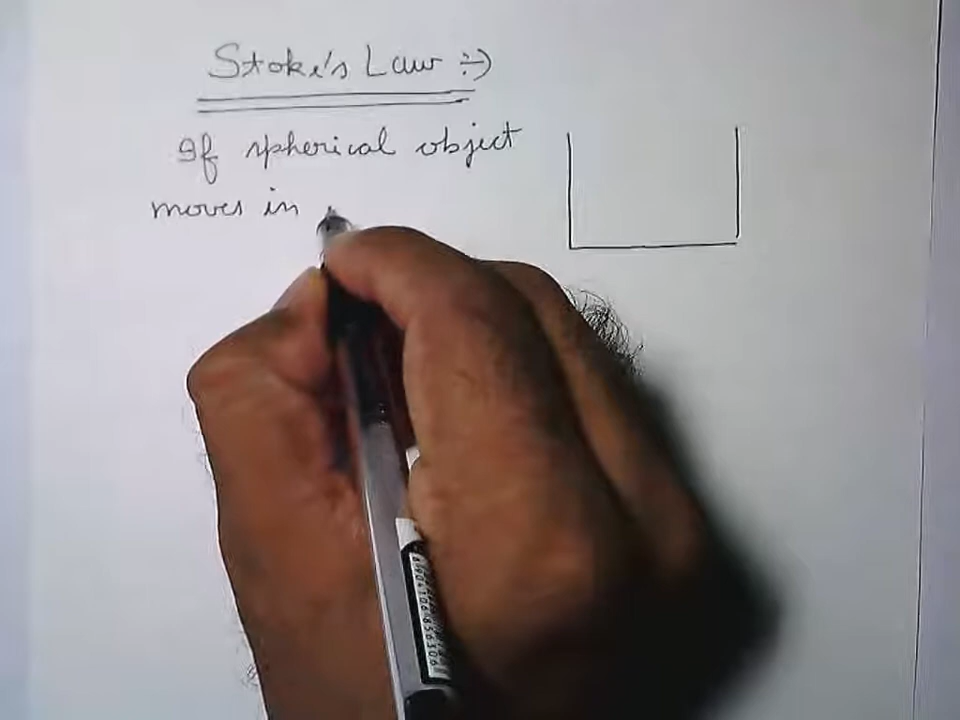 Stoke's Law :-)
If spherical object
moves in